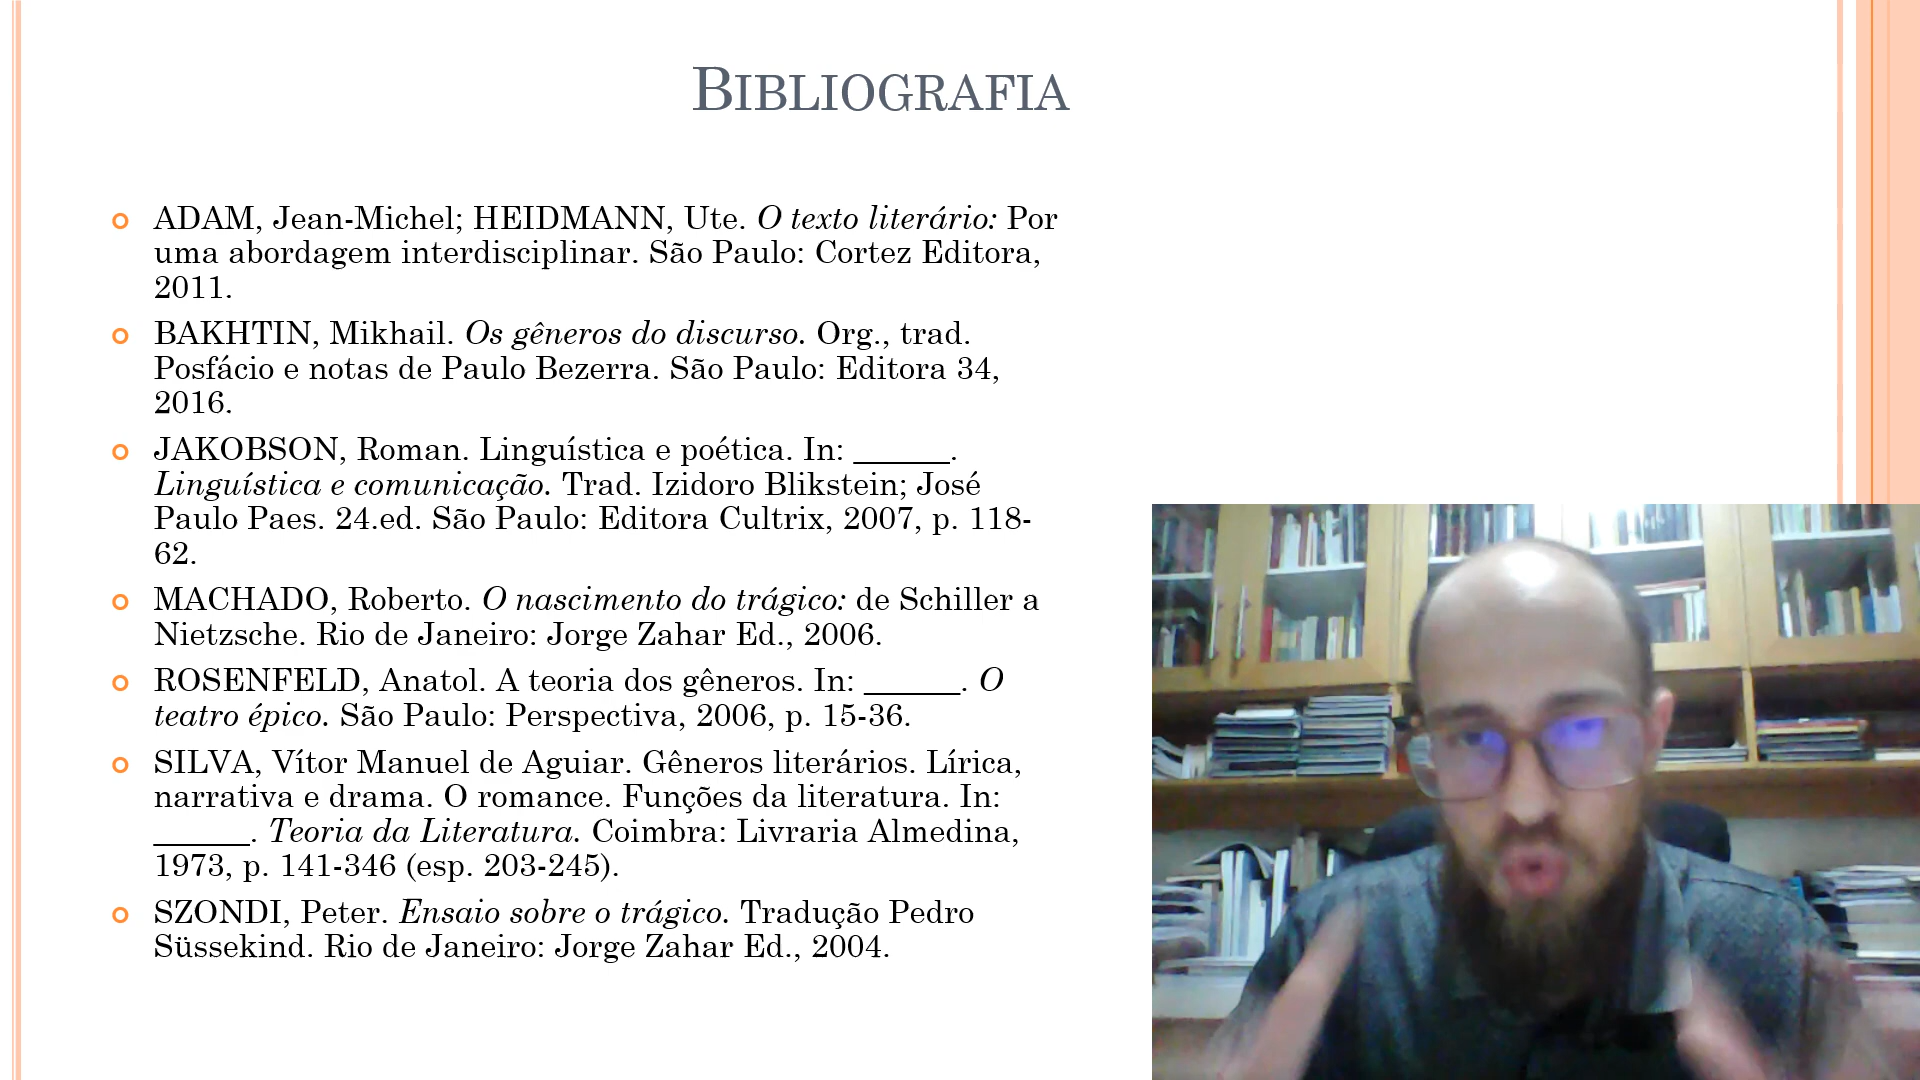 BIBLIOGRAFIA
ADAM, Jean-Michel; HEIDMANN, Ute. O texto literário: Por
uma abordagem interdisciplinar. São Paulo: Cortez Editora,
2011.
BAKHTIN, Mikhail. Os gêneros do discurso. Org., trad.
Posfácio e notas de Paulo Bezerra. São Paulo: Editora 34,
2016.
JAKOBSON, Roman. Linguística e poética. In: ______.
Linguística e comunicação. Trad. Izidoro Blikstein; José
Paulo Paes. 24.ed. São Paulo: Editora Cultrix, 2007, p. 118-
62.
MACHADO, Roberto. O nascimento do trágico: de Schiller a
Nietzsche. Rio de Janeiro: Jorge Zahar Ed., 2006.
ROSENFELD, Anatol. A teoria dos gêneros. In: ______. O
teatro épico. São Paulo: Perspectiva, 2006, p. 15-36.
SILVA, Vítor Manuel de Aguiar. Gêneros literários. Lírica,
narrativa e drama. O romance. Funções da literatura. In:
______. Teoria da Literatura. Coimbra: Livraria Almedina,
1973, p. 141-346 (esp. 203-245).
SZONDI, Peter. Ensaio sobre o trágico. Tradução Pedro
Süssekind. Rio de Janeiro: Jorge Zahar Ed., 2004.